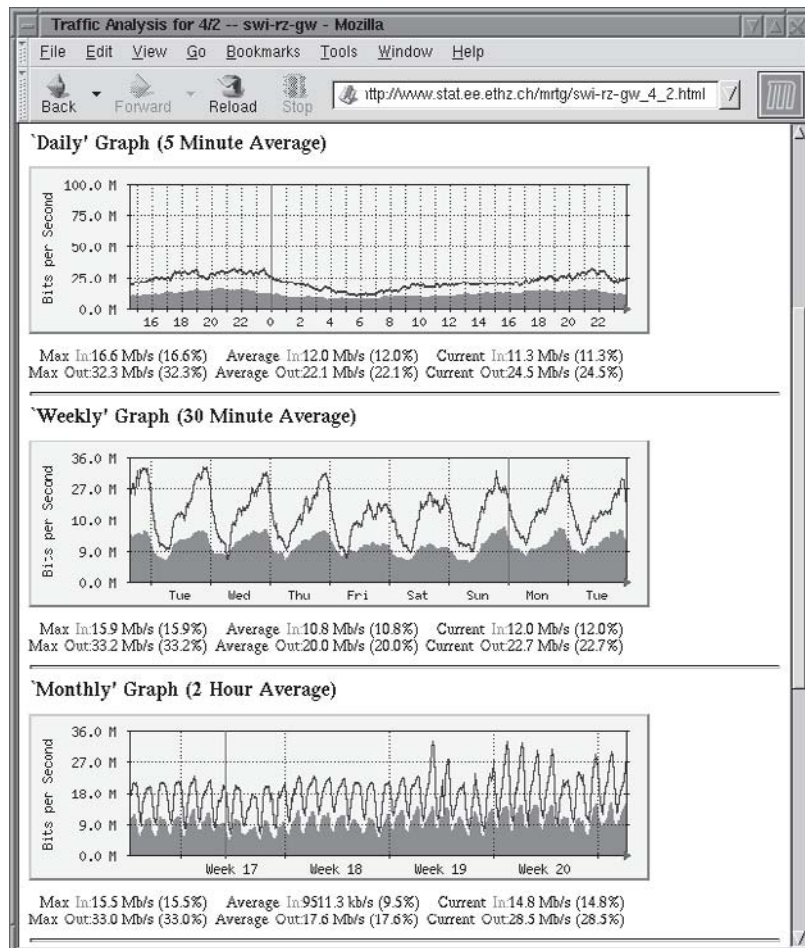 Traffic Analysis for 4/2 -- swi-rz-gw - Mozilla
File Edit View Go Bookmarks Tools Window Help
Back Forward Reload Stop ttp://www.stat.ee.ethz.ch/mrtg/swi-rz-gw_4_2.html
`Daily' Graph (5 Minute Average)
Bits per Second
100.0 M
75.0 M
50.0 M
25.0 M
0.0 M
16 18 20 22 0 2 4 6 8 10 12 14 16 18 20 22
Max In:16.6 Mb/s (16.6%) Average In:12.0 Mb/s (12.0%) Current In:11.3 Mb/s (11.3%)
Max Out:32.3 Mb/s (32.3%) Average Out:22.1 Mb/s (22.1%) Current Out:24.5 Mb/s (24.5%)
`Weekly' Graph (30 Minute Average)
Bits per Second
36.0 M
27.0 M
18.0 M
9.0 M
0.0 M
Tue Wed Thu Fri Sat Sun Mon Tue
Max In:15.9 Mb/s (15.9%) Average In:10.8 Mb/s (10.8%) Current In:12.0 Mb/s (12.0%)
Max Out:33.2 Mb/s (33.2%) Average Out:20.0 Mb/s (20.0%) Current Out:22.7 Mb/s (22.7%)
`Monthly' Graph (2 Hour Average)
Bits per Second
36.0 M
27.0 M
18.0 M
9.0 M
0.0 M
Week 17 Week 18 Week 19 Week 20
Max In:15.5 Mb/s (15.5%) Average In:9511.3 kb/s (9.5%) Current In:14.8 Mb/s (14.8%)
Max Out:33.0 Mb/s (33.0%) Average Out:17.6 Mb/s (17.6%) Current Out:28.5 Mb/s (28.5%)